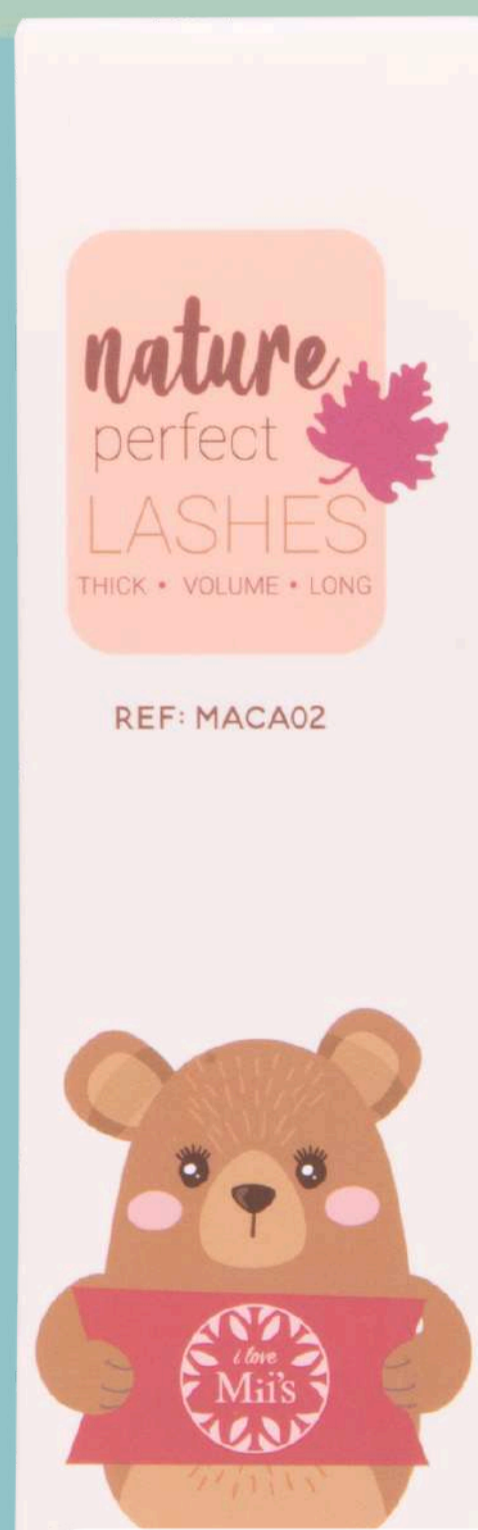 nature
perfect
LASHES
THICK • VOLUME • LONG
REF: MACA02
i love
Mii's